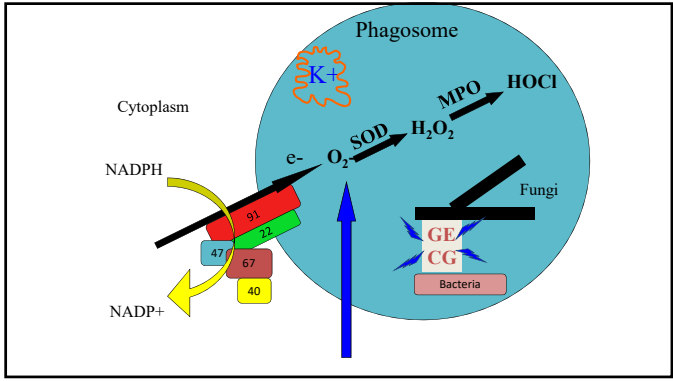 Phagosome
K+
Cytoplasm
HOCl
MPO
H₂O₂
SOD
O₂-
e-
NADPH
Fungi
91
22
47
67
40
GE
CG
Bacteria
NADP+